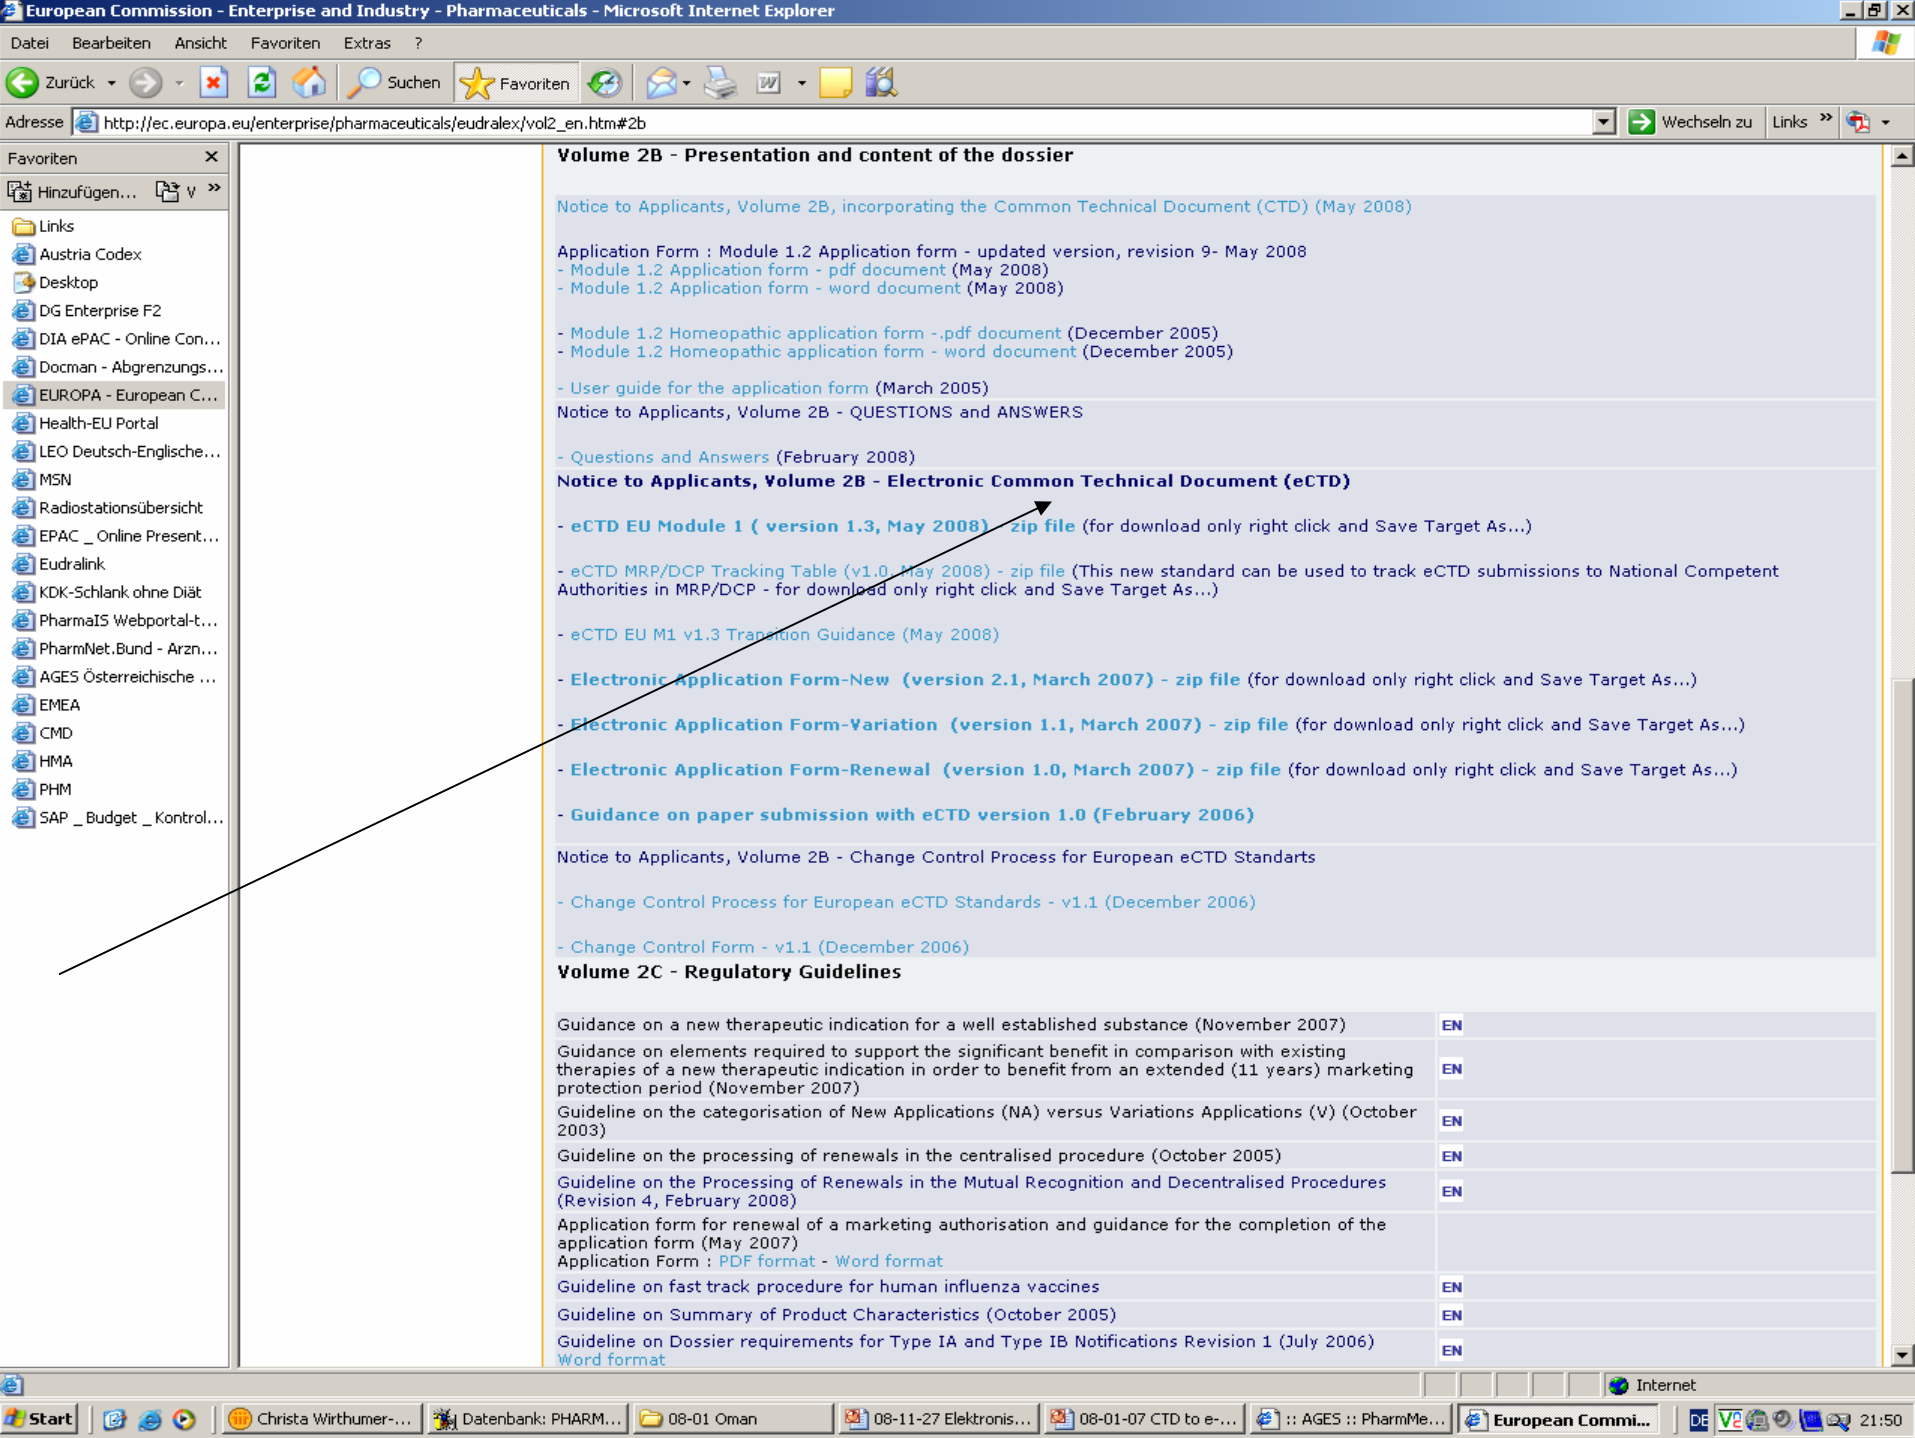 European Commission - Enterprise and Industry - Pharmaceuticals - Microsoft Internet Explorer
Datei Bearbeiten Ansicht Favoriten Extras ?
Zurück Suchen Favoriten
Adresse http://ec.europa.eu/enterprise/pharmaceuticals/eudralex/vol2_en.htm#2b Wechseln zu Links »
Favoriten
Hinzufügen... V »
Links
Austria Codex
Desktop
DG Enterprise F2
DIA ePAC - Online Con...
Docman - Abgrenzungs...
EUROPA - European C...
Health-EU Portal
LEO Deutsch-Englische...
MSN
Radiostationsübersicht
EPAC _ Online Present...
Eudralink
KDK-Schlank ohne Diät
PharmaIS Webportal-t...
PharmNet.Bund - Arzn...
AGES Österreichische ...
EMEA
CMD
HMA
PHM
SAP _ Budget _ Kontrol...
Volume 2B - Presentation and content of the dossier
Notice to Applicants, Volume 2B, incorporating the Common Technical Document (CTD) (May 2008)
Application Form : Module 1.2 Application form - updated version, revision 9- May 2008
- Module 1.2 Application form - pdf document (May 2008)
- Module 1.2 Application form - word document (May 2008)
- Module 1.2 Homeopathic application form -.pdf document (December 2005)
- Module 1.2 Homeopathic application form - word document (December 2005)
- User guide for the application form (March 2005)
Notice to Applicants, Volume 2B - QUESTIONS and ANSWERS
- Questions and Answers (February 2008)
Notice to Applicants, Volume 2B - Electronic Common Technical Document (eCTD)
- eCTD EU Module 1 ( version 1.3, May 2008) - zip file (for download only right click and Save Target As...)
- eCTD MRP/DCP Tracking Table (v1.0, May 2008) - zip file (This new standard can be used to track eCTD submissions to National Competent
Authorities in MRP/DCP - for download only right click and Save Target As...)
- eCTD EU M1 v1.3 Transition Guidance (May 2008)
- Electronic Application Form-New (version 2.1, March 2007) - zip file (for download only right click and Save Target As...)
- Electronic Application Form-Variation (version 1.1, March 2007) - zip file (for download only right click and Save Target As...)
- Electronic Application Form-Renewal (version 1.0, March 2007) - zip file (for download only right click and Save Target As...)
- Guidance on paper submission with eCTD version 1.0 (February 2006)
Notice to Applicants, Volume 2B - Change Control Process for European eCTD Standarts
- Change Control Process for European eCTD Standards - v1.1 (December 2006)
- Change Control Form - v1.1 (December 2006)
Volume 2C - Regulatory Guidelines
Guidance on a new therapeutic indication for a well established substance (November 2007) EN
Guidance on elements required to support the significant benefit in comparison with existing
therapies of a new therapeutic indication in order to benefit from an extended (11 years) marketing EN
protection period (November 2007)
Guideline on the categorisation of New Applications (NA) versus Variations Applications (V) (October
2003) EN
Guideline on the processing of renewals in the centralised procedure (October 2005) EN
Guideline on the Processing of Renewals in the Mutual Recognition and Decentralised Procedures
(Revision 4, February 2008) EN
Application form for renewal of a marketing authorisation and guidance for the completion of the
application form (May 2007)
Application Form : PDF format - Word format
Guideline on fast track procedure for human influenza vaccines EN
Guideline on Summary of Product Characteristics (October 2005) EN
Guideline on Dossier requirements for Type IA and Type IB Notifications Revision 1 (July 2006) EN
Word format
Internet
Start Christa Wirthumer-... Datenbank: PHARM... 08-01 Oman 08-11-27 Elektronis... 08-01-07 CTD to e-... :: AGES :: PharmMe... European Commi... DE 21:50